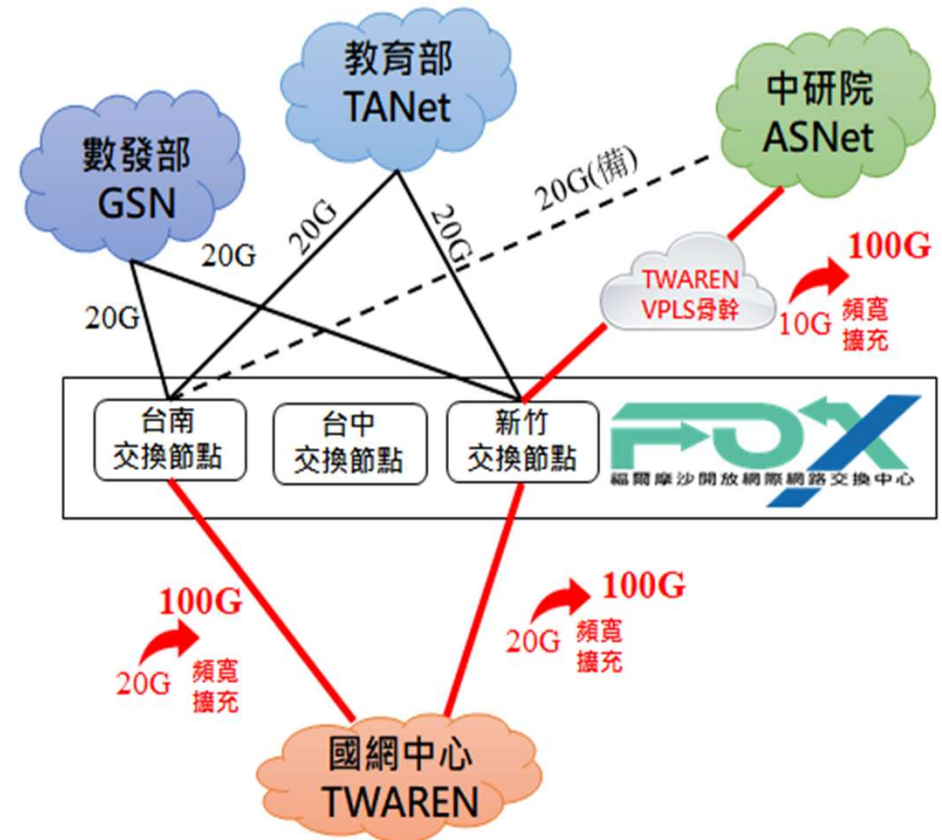 教育部
TANet
中研院
ASNet
數發部
GSN
20G
20G
20G
20G
20G(備)
TWAREN
VPLS骨幹
100G
10G
頻寬
擴充
台南
交換節點
台中
交換節點
新竹
交換節點
FOX
福爾摩沙開放網際網路交換中心
100G
20G
頻寬
擴充
100G
20G
頻寬
擴充
國網中心
TWAREN